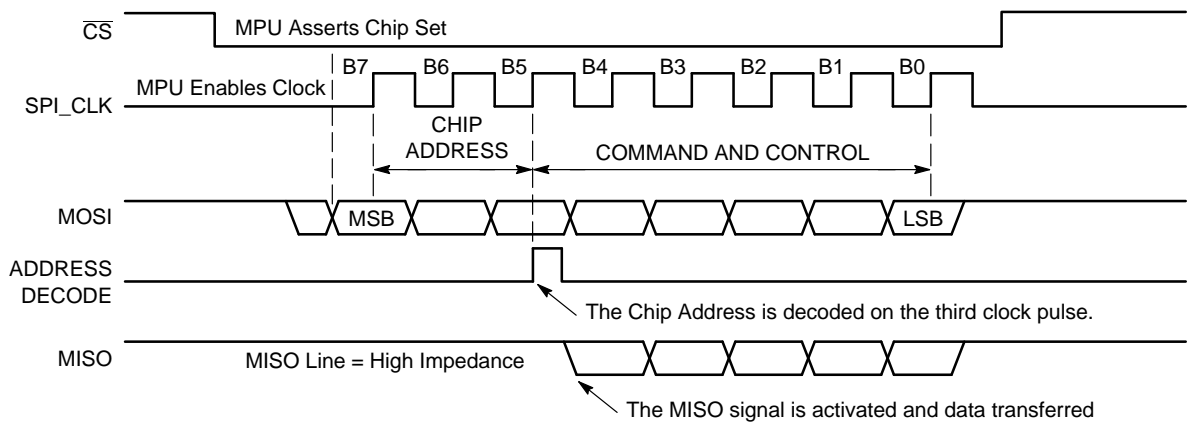 CS
MPU Asserts Chip Set
B7 B6 B5 B4 B3 B2 B1 B0
MPU Enables Clock
SPI_CLK
CHIP
ADDRESS
COMMAND AND CONTROL
MOSI
MSB
LSB
ADDRESS
DECODE
The Chip Address is decoded on the third clock pulse.
MISO
MISO Line = High Impedance
The MISO signal is activated and data transferred